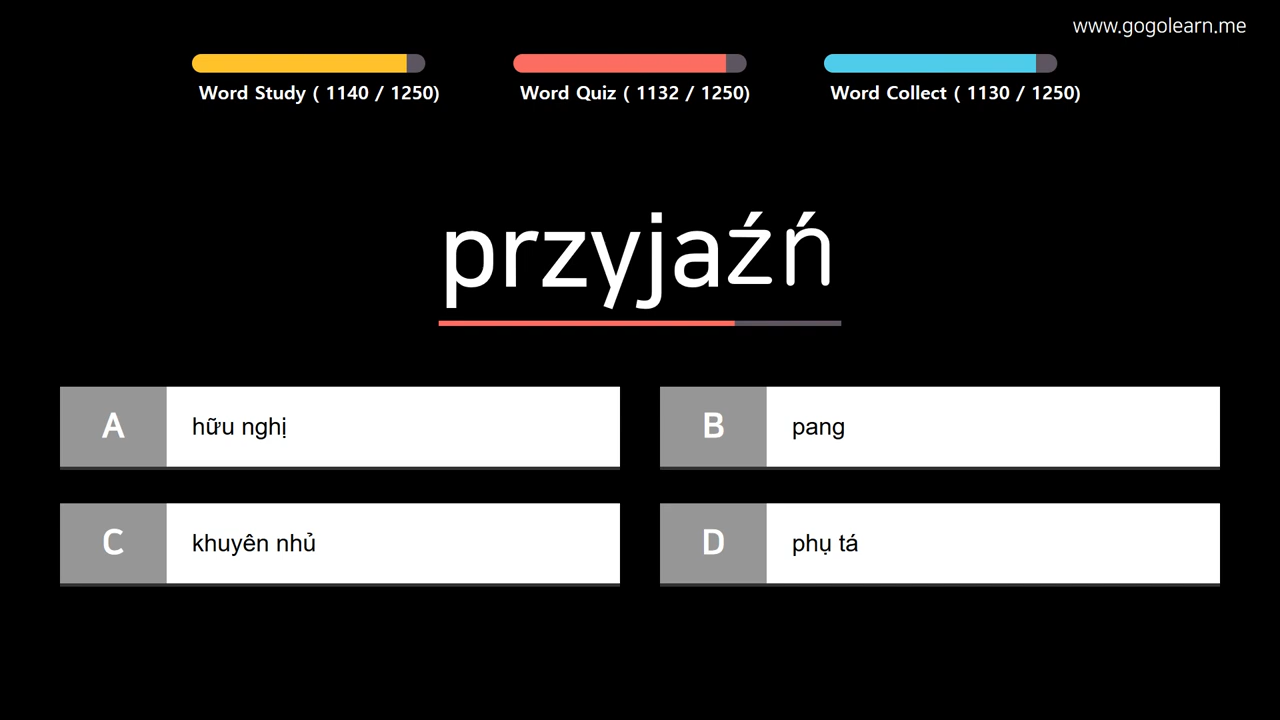 www.gogolearn.me
Word Study ( 1140 / 1250)
Word Quiz ( 1132 / 1250)
Word Collect ( 1130 / 1250)
przyjaźń
A hữu nghị
B pang
C khuyên nhủ
D phụ tá